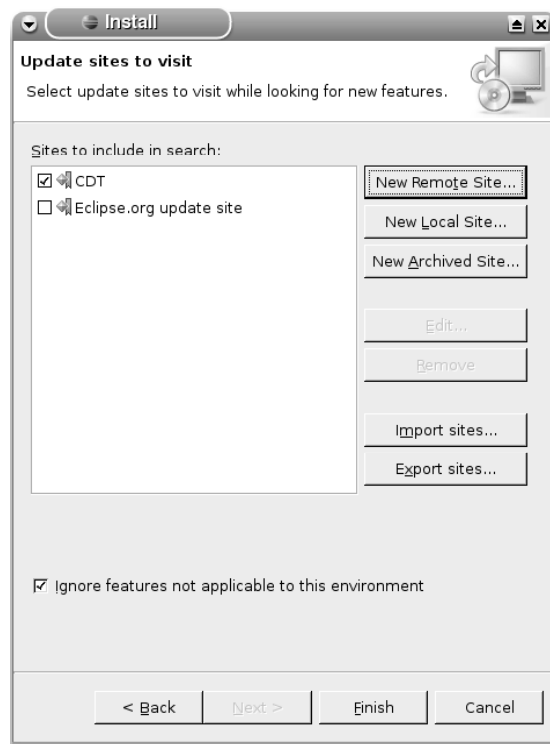 Install
Update sites to visit
Select update sites to visit while looking for new features.
Sites to include in search:
CDT
Eclipse.org update site
New Remote Site...
New Local Site...
New Archived Site...
Edit...
Remove
Import sites...
Export sites...
Ignore features not applicable to this environment
< Back
Next >
Finish
Cancel